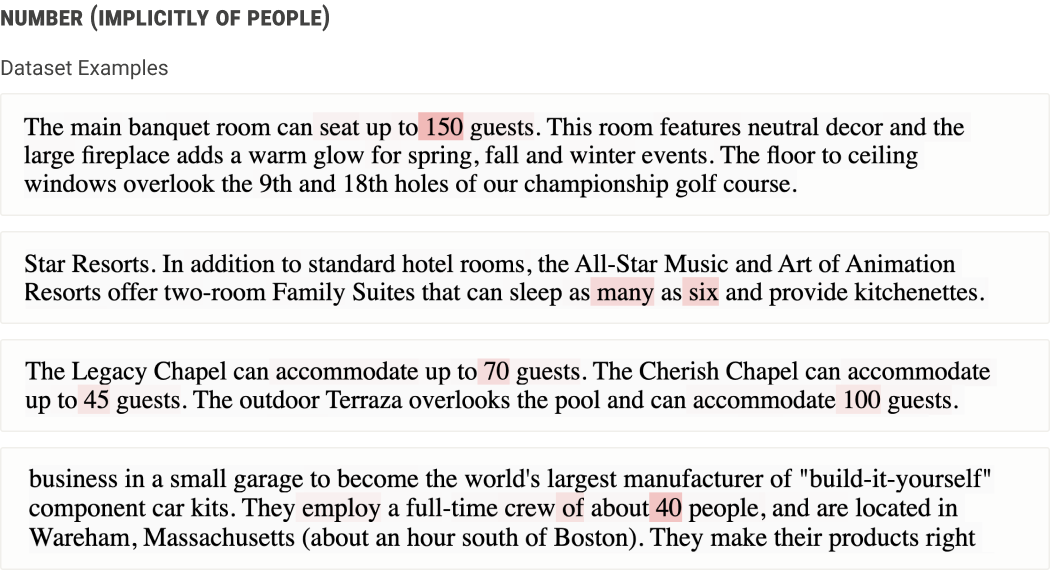 NUMBER (IMPLICITLY OF PEOPLE)
Dataset Examples
The main banquet room can seat up to 150 guests. This room features neutral decor and the
large fireplace adds a warm glow for spring, fall and winter events. The floor to ceiling
windows overlook the 9th and 18th holes of our championship golf course.
Star Resorts. In addition to standard hotel rooms, the All-Star Music and Art of Animation
Resorts offer two-room Family Suites that can sleep as many as six and provide kitchenettes.
The Legacy Chapel can accommodate up to 70 guests. The Cherish Chapel can accommodate
up to 45 guests. The outdoor Terraza overlooks the pool and can accommodate 100 guests.
business in a small garage to become the world's largest manufacturer of "build-it-yourself"
component car kits. They employ a full-time crew of about 40 people, and are located in
Wareham, Massachusetts (about an hour south of Boston). They make their products right